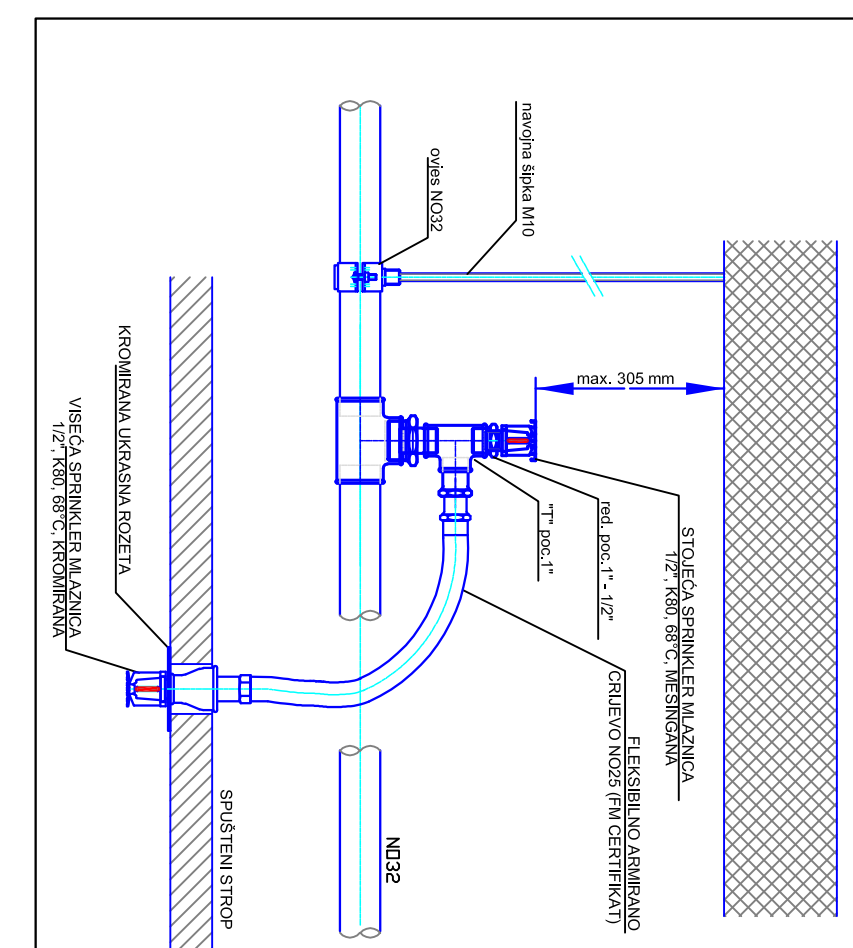 navojna šipka M10
ovjes NO32
max. 305 mm
STOJEĆA SPRINKLER MLAZNICA
1/2", K80, 68°C, MESINGANA
red. poc.1" - 1/2"
"T" poc.1"
FLEKSIBILNO ARMIRANO
CRIJEVO NO25 (FM CERTIFIKAT)
KROMIRANA UKRASNA ROZETA
VISEĆA SPRINKLER MLAZNICA
1/2", K80, 68°C, KROMIRANA
NO32
SPUŠTENI STROP